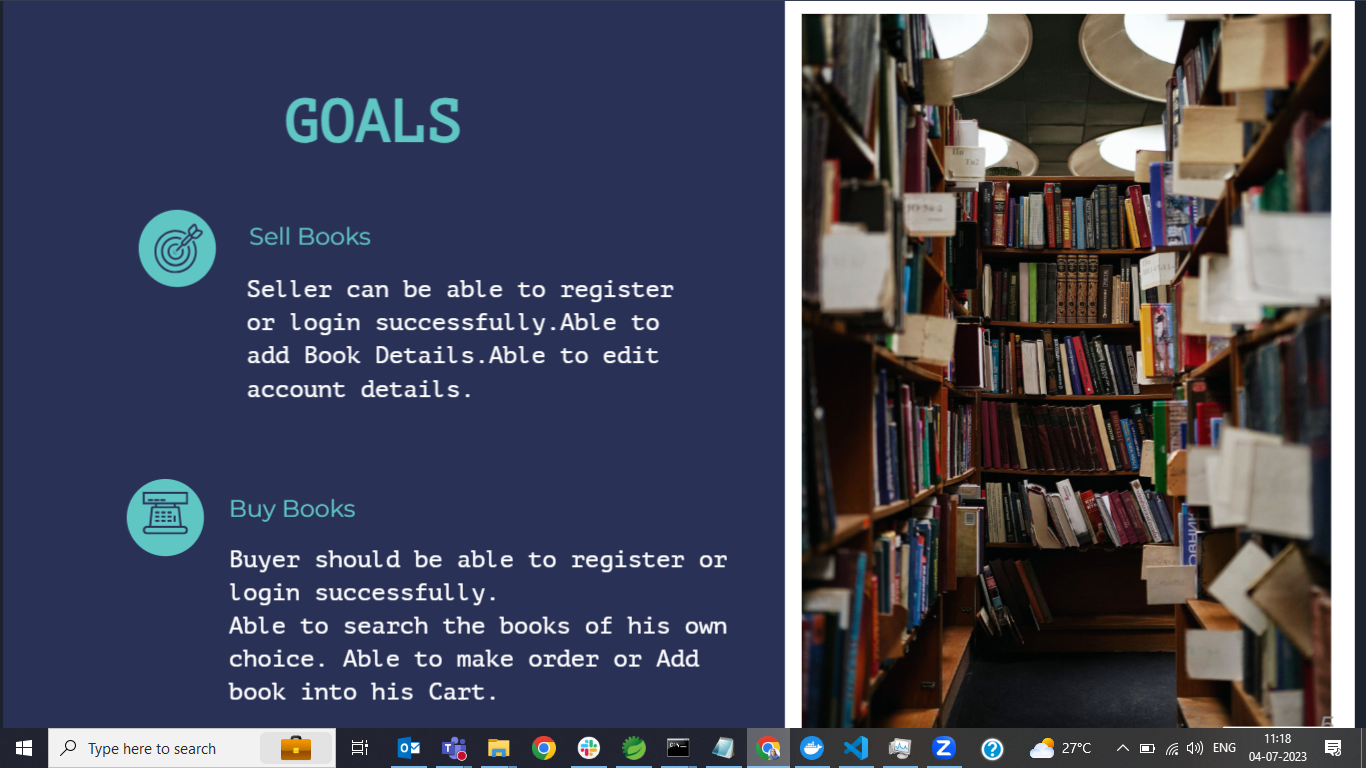 GOALS
Sell Books
Seller can be able to register
or login successfully.Able to
add Book Details.Able to edit
account details.
Buy Books
Buyer should be able to register or
login successfully.
Able to search the books of his own
choice. Able to make order or Add
book into his Cart.
5
Type here to search
27°C
ENG
11:18
04-07-2023